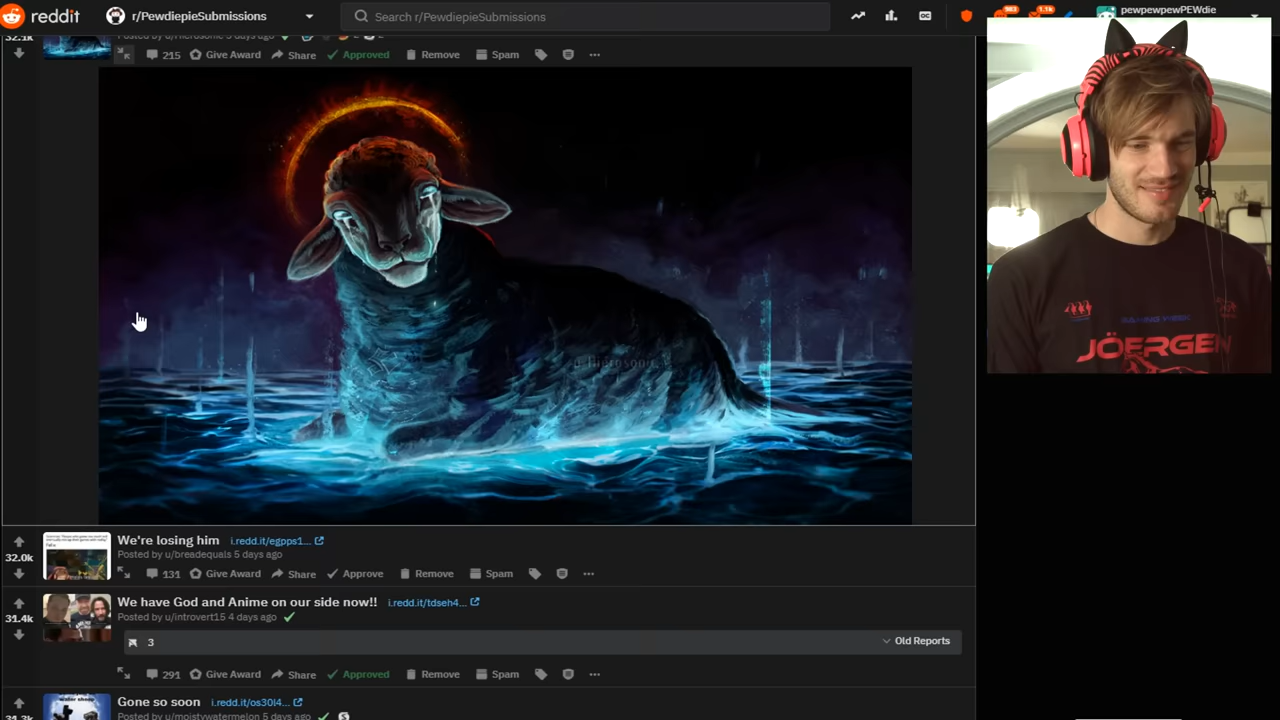 reddit
r/PewdiepieSubmissions
Search r/PewdiepieSubmissions
pewpewpewPEWdie
32.1k
215 Give Award Share Approved Remove Spam
JÖERGEN
32.0k
We're losing him i.redd.it/egpps1...
Posted by u/breadequals 5 days ago
131 Give Award Share Approve Remove Spam
31.4k
We have God and Anime on our side now!! i.redd.it/tdseh4...
Posted by u/introvert15 4 days ago
3 Old Reports
291 Give Award Share Approved Remove Spam
Gone so soon i.redd.it/os30l4...
Posted by u/moistywatermelon 5 days ago